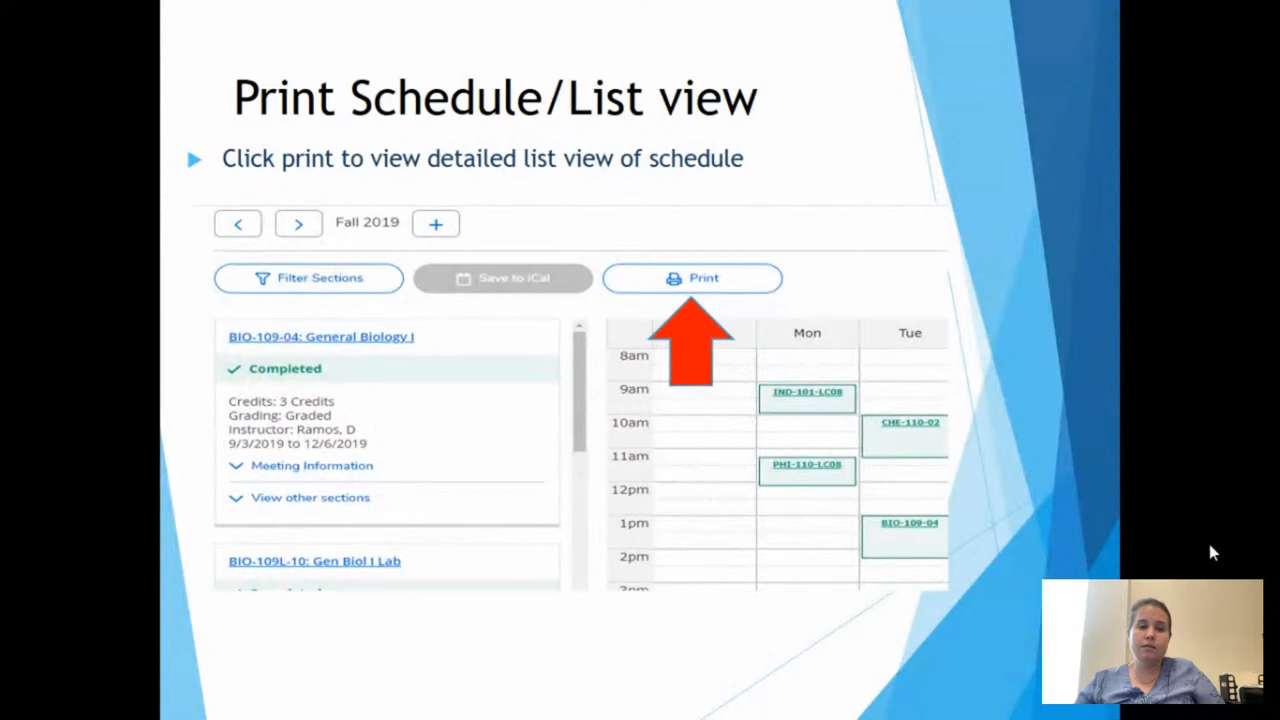 Print Schedule/List view
Click print to view detailed list view of schedule
Fall 2019
Filter Sections
Save to iCal
Print
BIO-109-04: General Biology I
Completed
Credits: 3 Credits
Grading: Graded
Instructor: Ramos, D
9/3/2019 to 12/6/2019
Meeting Information
View other sections
BIO-109L-10: Gen Biol I Lab
Mon
Tue
8am
9am
IND-101-LC08
10am
CHE-110-02
11am
PHI-110-LC08
12pm
1pm
BIO-109-04
2pm